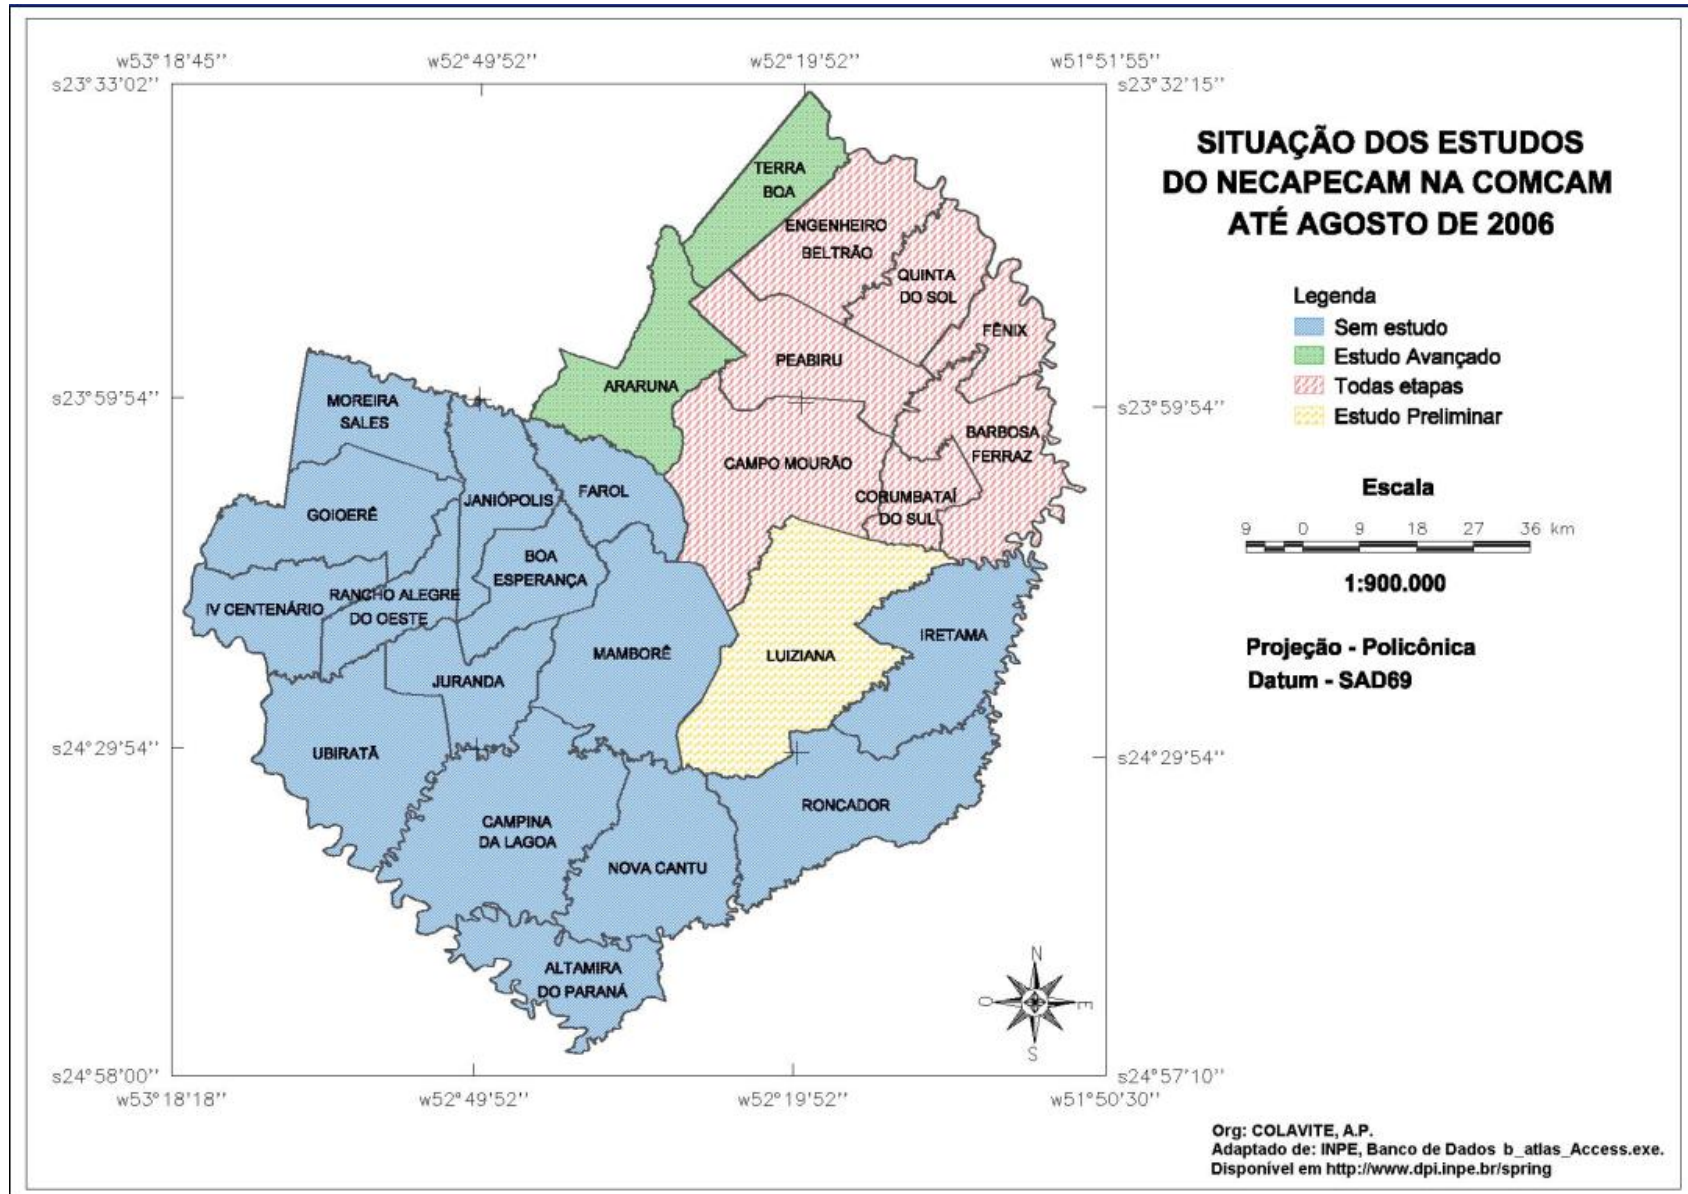 w53°18'45''
w52°49'52''
w52°19'52''
w51°51'55''
s23°33'02''
s23°32'15''
SITUAÇÃO DOS ESTUDOS
DO NECAPECAM NA COMCAM
ATÉ AGOSTO DE 2006
TERRA
BOA
ENGENHEIRO
BELTRÃO
QUINTA
DO SOL
Legenda
Sem estudo
Estudo Avançado
Todas etapas
Estudo Preliminar
FÊNIX
PEABIRU
ARARUNA
s23°59'54''
s23°59'54''
MOREIRA
SALES
BARBOSA
FERRAZ
CAMPO MOURÃO
FAROL
JANIÓPOLIS
CORUMBATAÍ
DO SUL
GOIOERÊ
Escala
9 0 9 18 27 36 km
1:900.000
BOA
ESPERANÇA
RANCHO ALEGRE
DO OESTE
IV CENTENÁRIO
IRETAMA
MAMBORÊ
LUIZIANA
Projeção - Policônica
Datum - SAD69
JURANDA
s24°29'54''
s24°29'54''
UBIRATÃ
RONCADOR
CAMPINA
DA LAGOA
NOVA CANTU
ALTAMIRA
DO PARANÁ
N
O
E
S
s24°58'00''
s24°57'10''
w53°18'18''
w52°49'52''
w52°19'52''
w51°50'30''
Org: COLAVITE, A.P.
Adaptado de: INPE, Banco de Dados b_atlas_Access.exe.
Disponível em http://www.dpi.inpe.br/spring